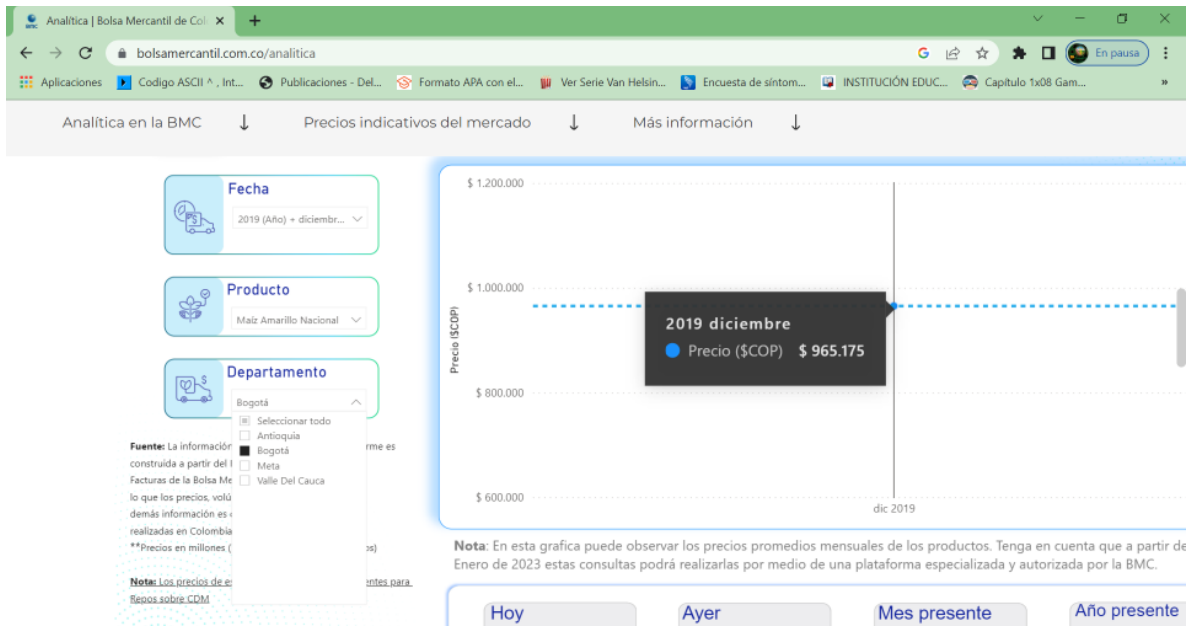 Analítica | Bolsa Mercantil de Col
bolsamercantil.com.co/analitica
En pausa
Aplicaciones
Codigo ASCII ^ , Int...
Publicaciones - Del...
Formato APA con el...
Ver Serie Van Helsin...
Encuesta de síntom...
INSTITUCIÓN EDUC...
Capítulo 1x08 Gam...
»
Analítica en la BMC ↓ Precios indicativos del mercado ↓ Más información ↓
Fecha
2019 (Año) + diciembr...
Producto
Maíz Amarillo Nacional
Departamento
Bogotá
Seleccionar todo
Antioquia
Bogotá
Meta
Valle Del Cauca
Fuente: La información rme es
construida a partir del
Facturas de la Bolsa Me
lo que los precios, volú
demás información es
realizadas en Colombia
**Precios en millones ( os)
Nota: Los precios de es entes para
Repos sobre CDM
Precio ($COP)
$ 1.200.000
$ 1.000.000
$ 800.000
$ 600.000
2019 diciembre
Precio ($COP) $ 965.175
dic 2019
Nota: En esta grafica puede observar los precios promedios mensuales de los productos. Tenga en cuenta que a partir de
Enero de 2023 estas consultas podrá realizarlas por medio de una plataforma especializada y autorizada por la BMC.
Hoy
Ayer
Mes presente
Año presente